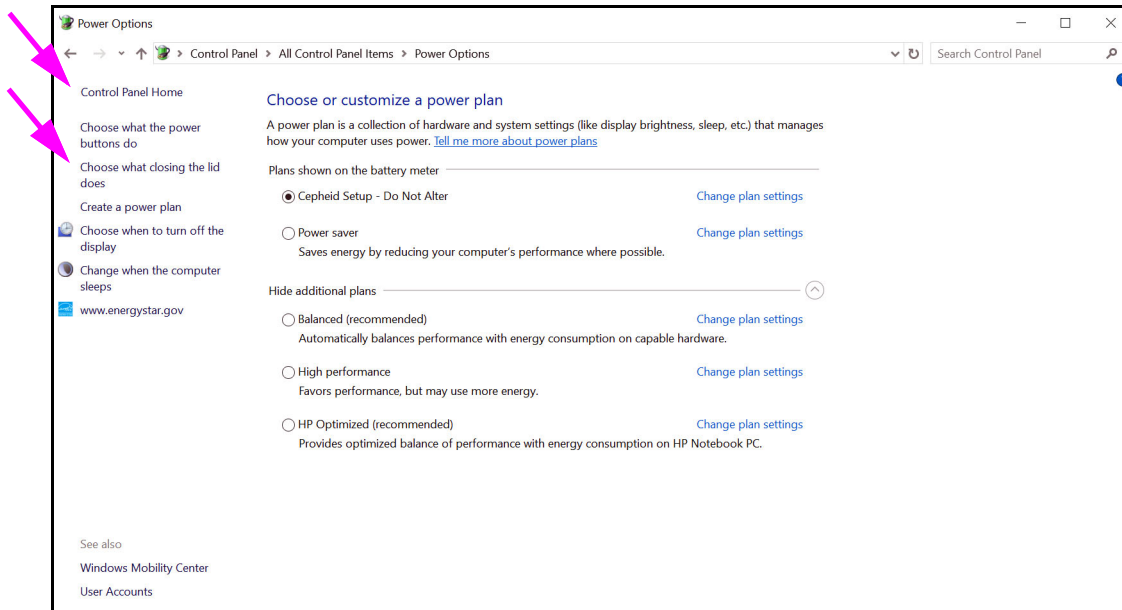 Power Options
Control Panel > All Control Panel Items > Power Options
Search Control Panel
Control Panel Home
Choose what the power
buttons do
Choose what closing the lid
does
Create a power plan
Choose when to turn off the
display
Change when the computer
sleeps
www.energystar.gov
Choose or customize a power plan
A power plan is a collection of hardware and system settings (like display brightness, sleep, etc.) that manages
how your computer uses power. Tell me more about power plans
Plans shown on the battery meter
Cepheid Setup - Do Not Alter Change plan settings
Power saver Change plan settings
Saves energy by reducing your computer's performance where possible.
Hide additional plans
Balanced (recommended) Change plan settings
Automatically balances performance with energy consumption on capable hardware.
High performance Change plan settings
Favors performance, but may use more energy.
HP Optimized (recommended) Change plan settings
Provides optimized balance of performance with energy consumption on HP Notebook PC.
See also
Windows Mobility Center
User Accounts